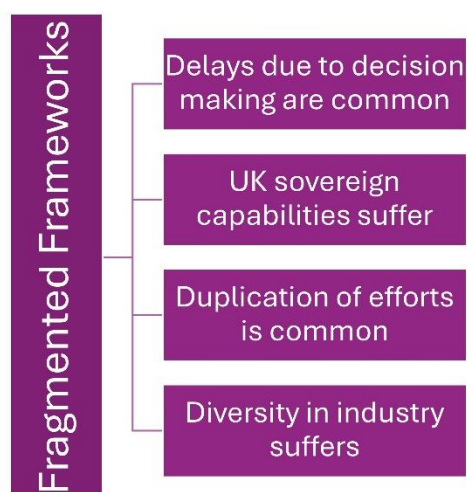 Fragmented Frameworks
Delays due to decision
making are common
UK sovereign
capabilities suffer
Duplication of efforts
is common
Diversity in industry
suffers